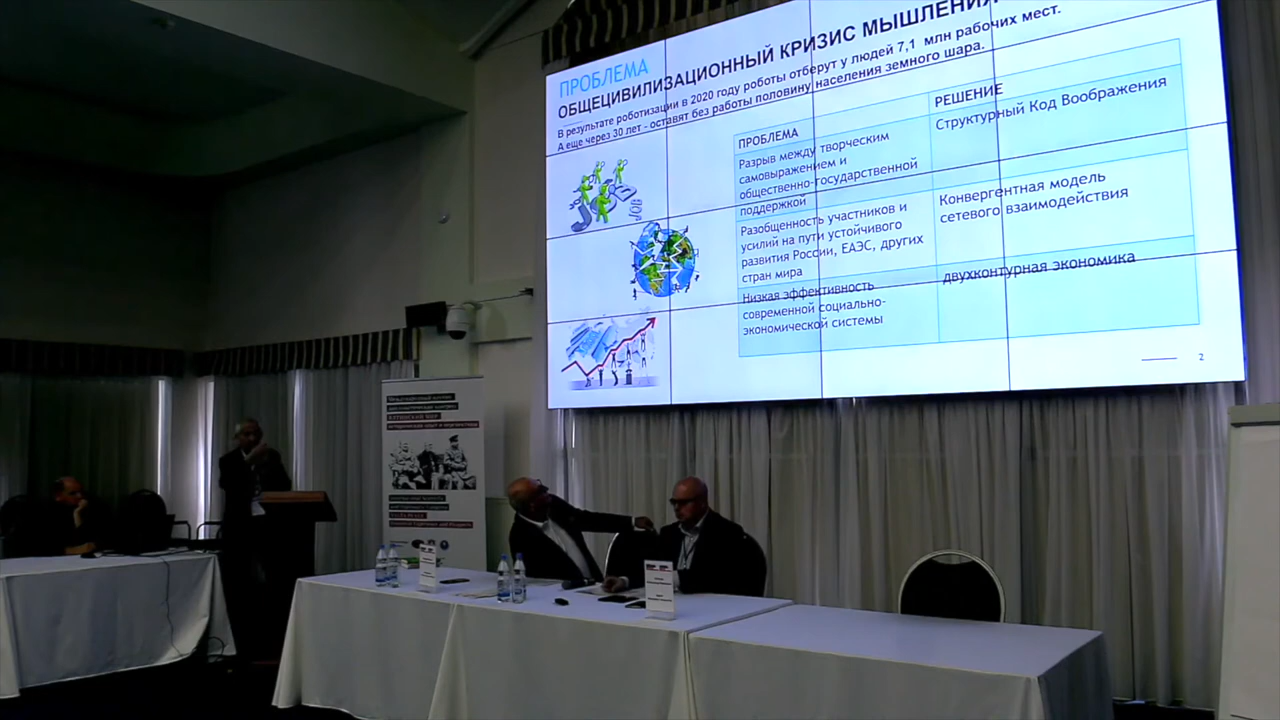 ПРОБЛЕМА
ОБЩЕЦИВИЛИЗАЦИОННЫЙ КРИЗИС МЫШЛЕНИЯ
В результате роботизации в 2020 году роботы отберут у людей 7,1 млн рабочих мест.
А еще через 30 лет - оставят без работы половину населения земного шара.
ПРОБЛЕМА
РЕШЕНИЕ
Разрыв между творческим
самовыражением и
общественно-государственной
поддержкой
Структурный Код Воображения
Разобщенность участников и
усилий на пути устойчивого
развития России, ЕАЭС, других
стран мира
Конвергентная модель
сетевого взаимодействия
Низкая эффективность
современной социально-
экономической системы
двухконтурная экономика
JOB
2